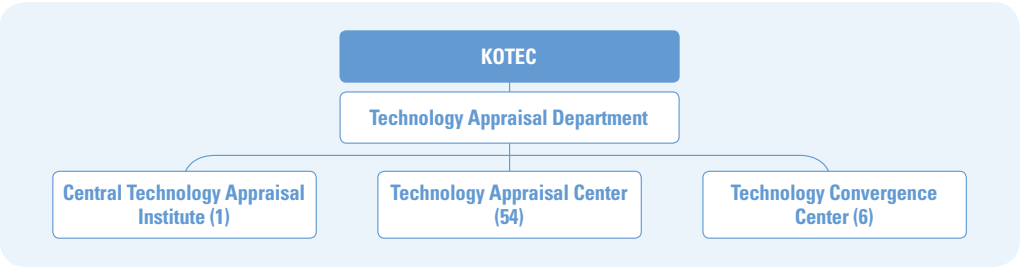 KOTEC
Technology Appraisal Department
Central Technology Appraisal
Institute (1)
Technology Appraisal Center
(54)
Technology Convergence
Center (6)